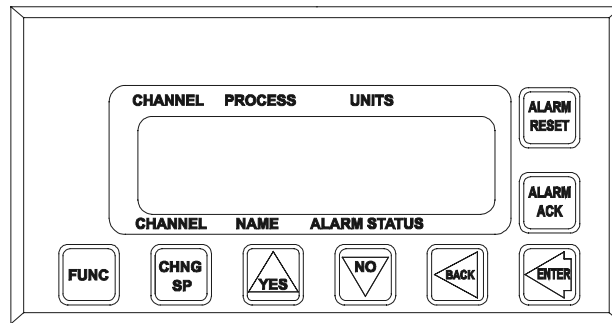 CHANNEL PROCESS UNITS
ALARM
RESET
CHANNEL NAME ALARM STATUS
ALARM
ACK
FUNC
CHNG
SP
YES
NO
BACK
ENTER